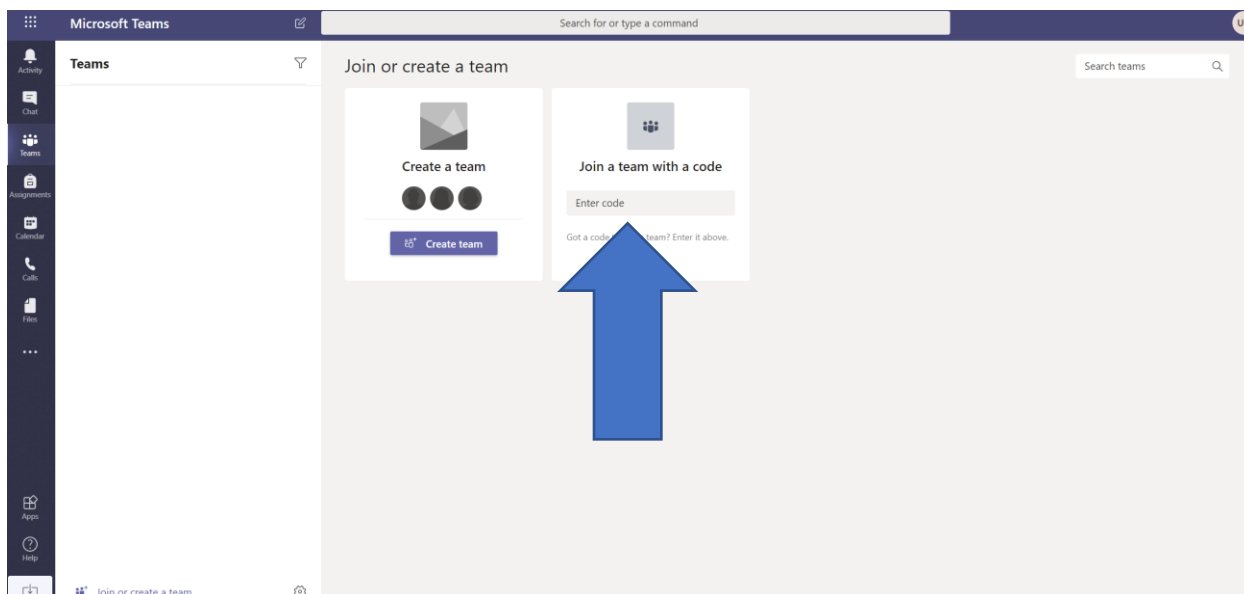 Microsoft Teams
Search for or type a command
U
Activity
Chat
Teams
Assignments
Calendar
Calls
Files
Apps
Help
Teams
Join or create a team
Join or create a team
Search teams
Create a team
Create team
Join a team with a code
Enter code
Got a code team? Enter it above.